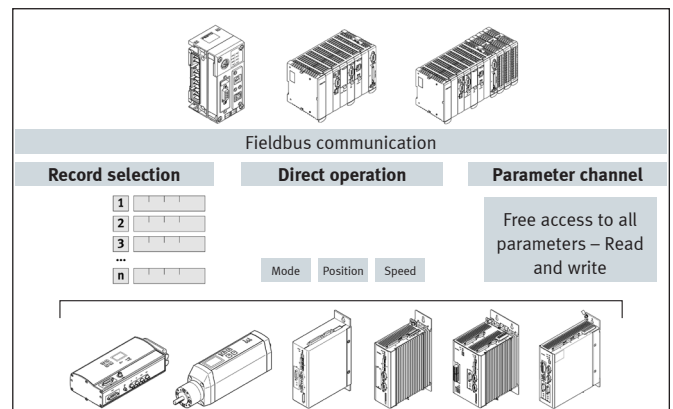 Fieldbus communication
Record selection
Direct operation
Parameter channel
1
2
3
...
n
Mode
Position
Speed
Free access to all
parameters – Read
and write